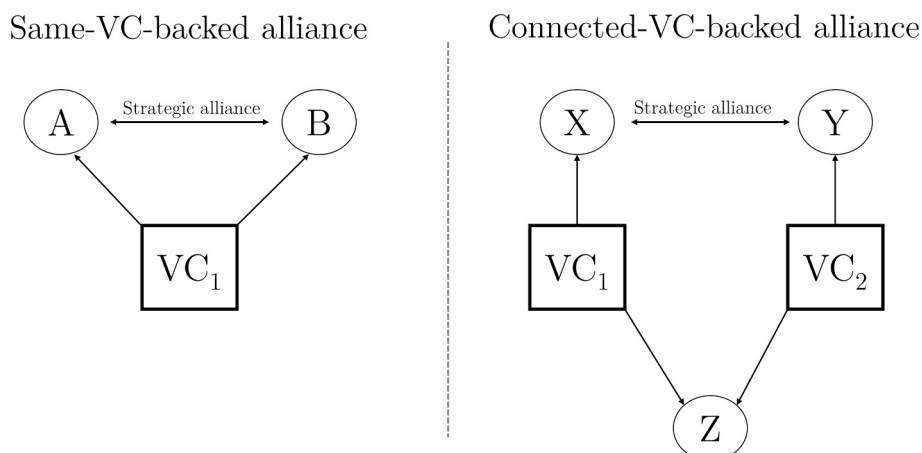 Same-VC-backed alliance
A
Strategic alliance
B
VC₁
Connected-VC-backed alliance
X
Strategic alliance
Y
VC₁
VC₂
Z